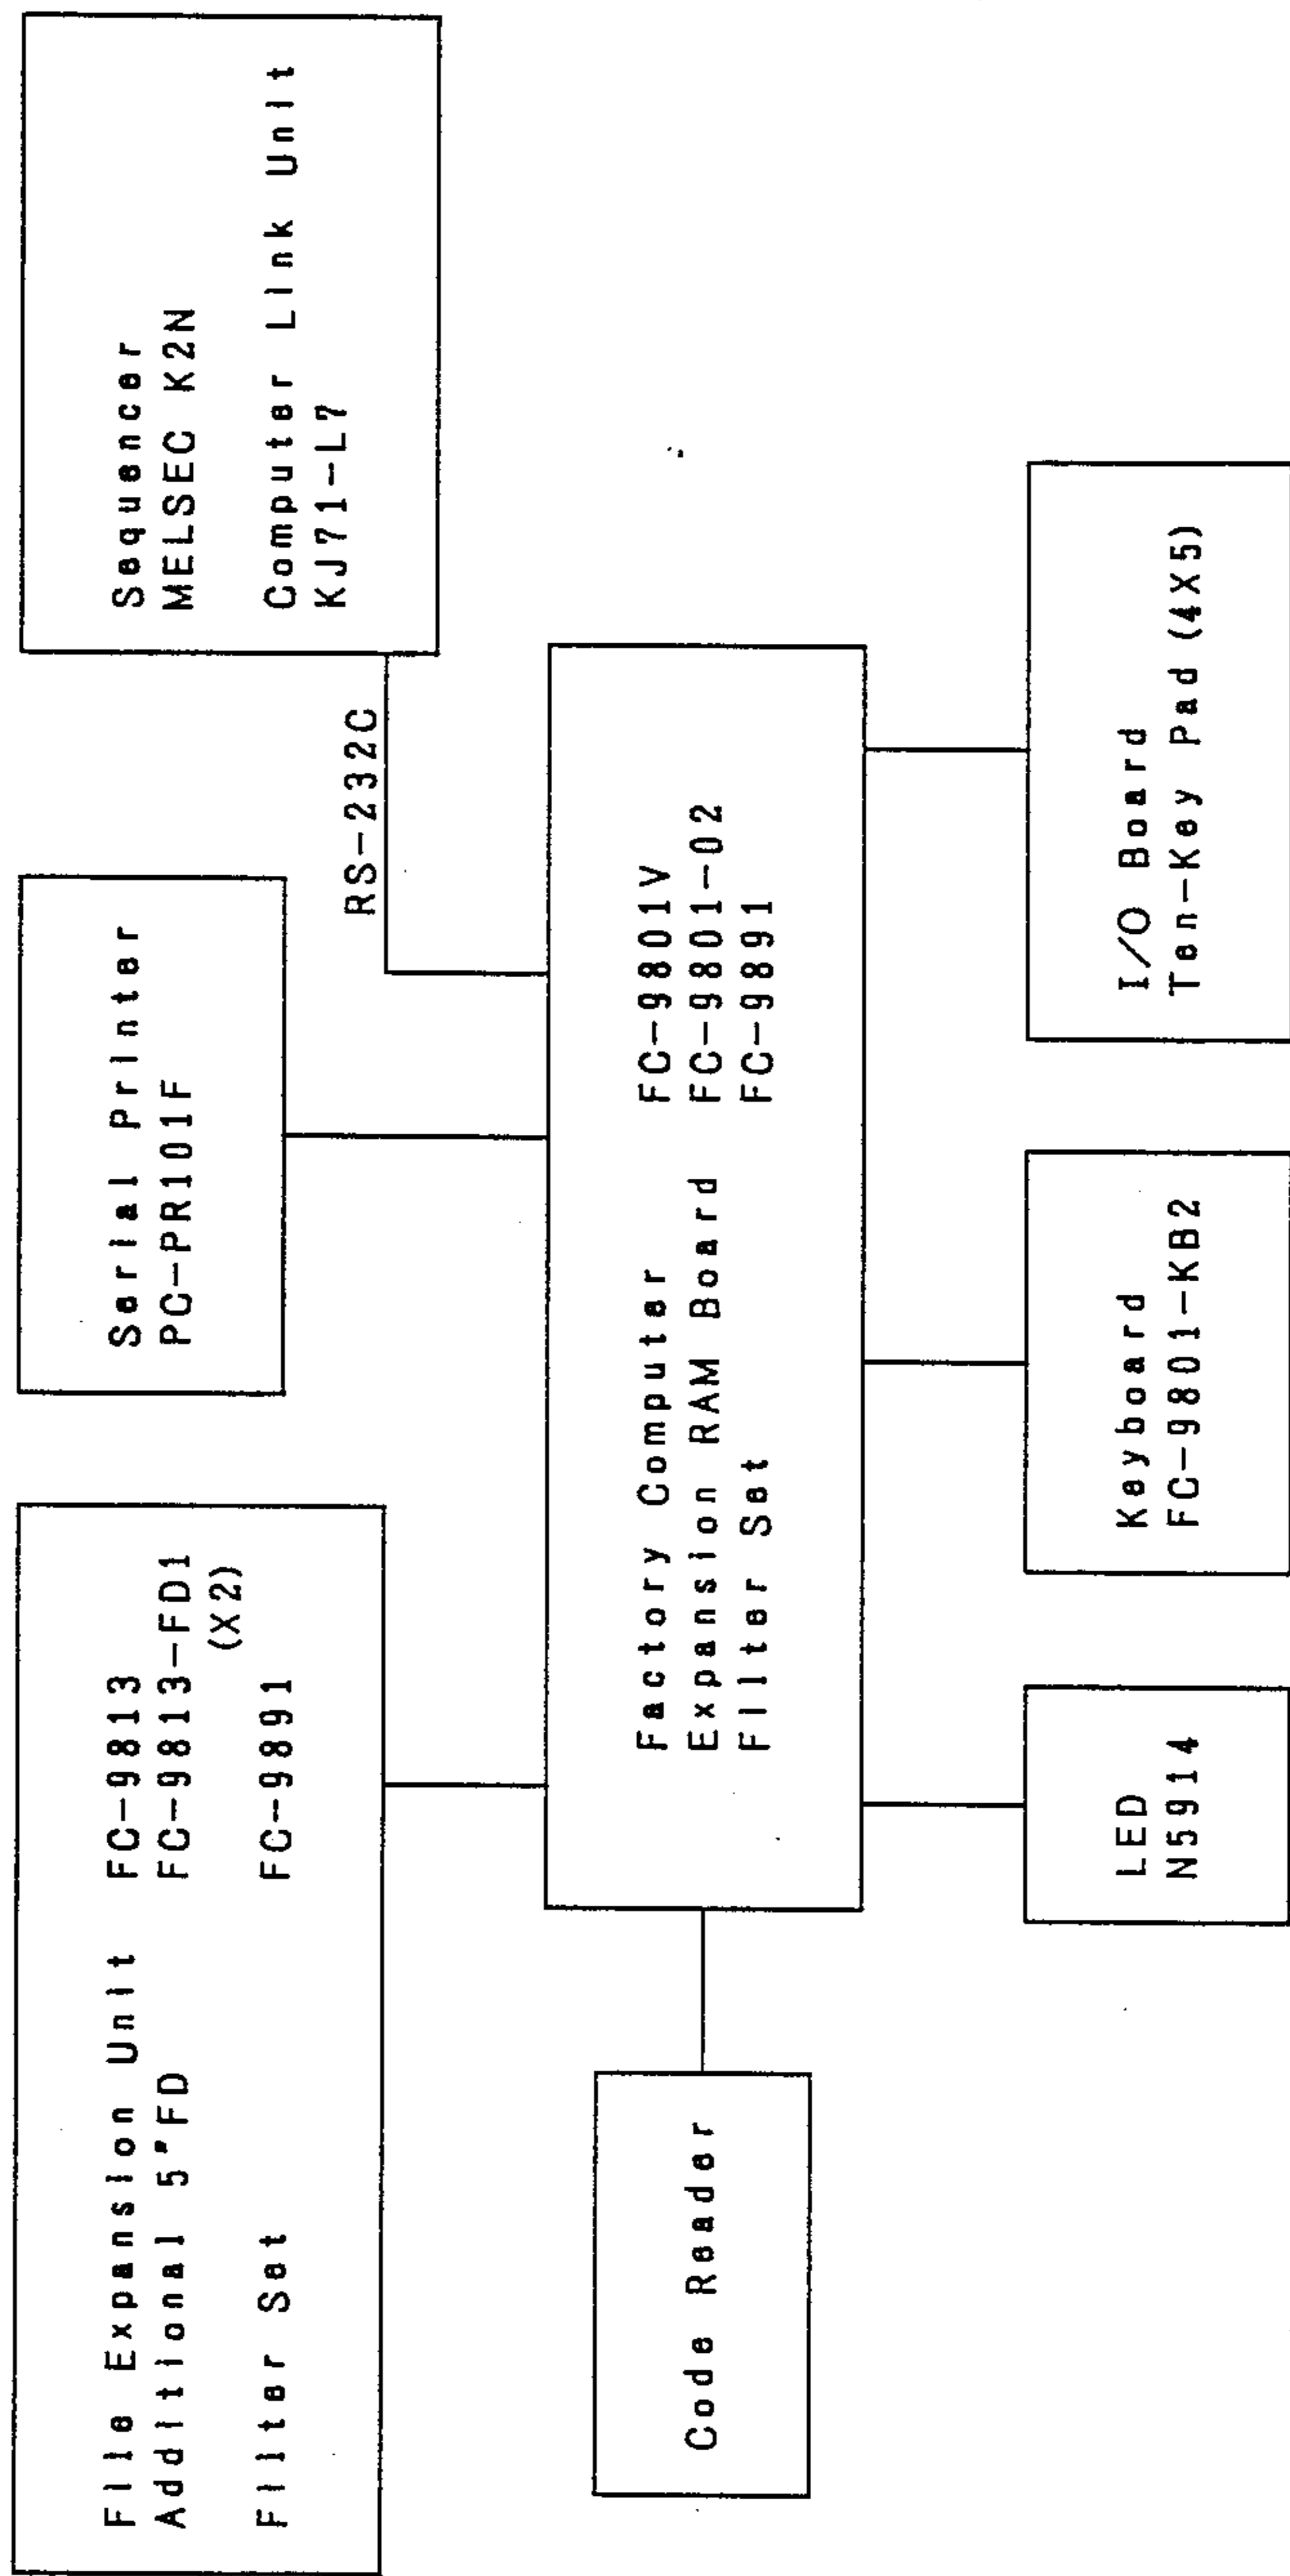 File Expansion Unit FC-9813
Additional 5"FD FC-9813-FD1
(X2)
Filter Set FC-9891
Serial Printer
PC-PR101F
Sequencer
MELSEC K2N
Computer Link Unit
KJ71-L7
RS-232C
Code Reader
Factory Computer FC-9801V
Expansion RAM Board FC-9801-02
Filter Set FC-9891
LED
N5914
Keyboard
FC-9801-KB2
I/O Board
Ten-Key Pad (4X5)